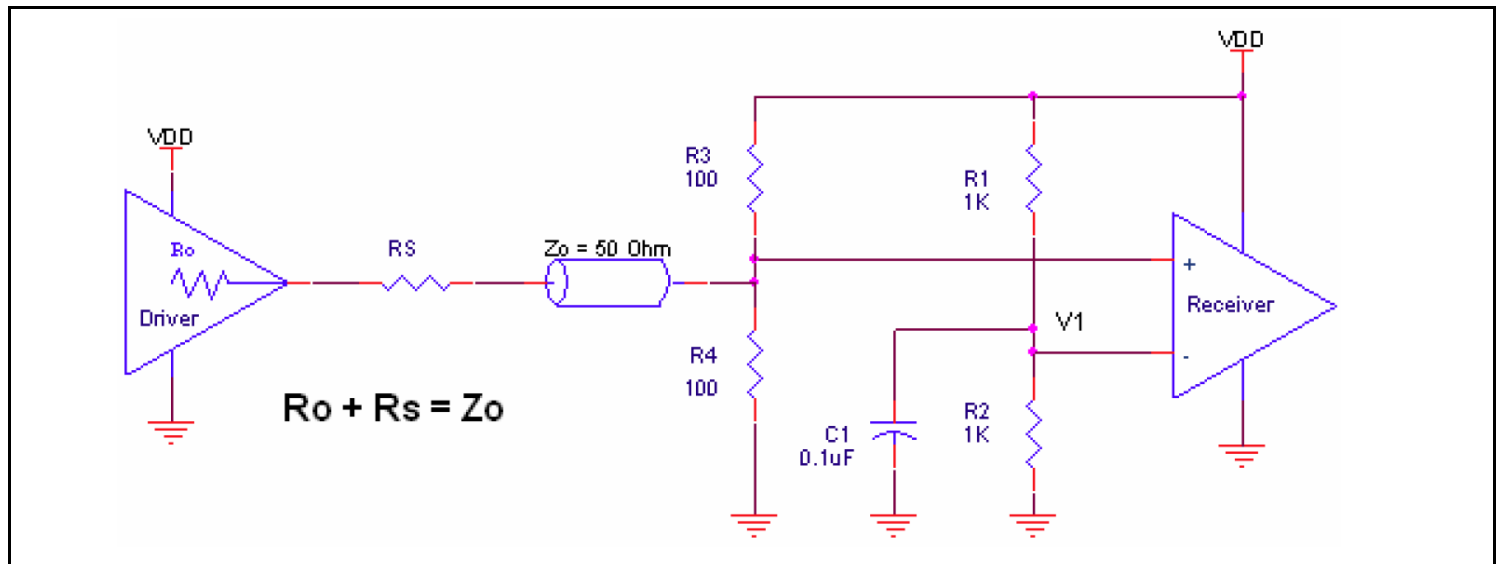 VDD
VDD
R3
100
R1
1K
Ro
RS
Zo = 50 Ohm
Driver
+
Receiver
V1
-
R4
100
Ro + Rs = Zo
C1
0.1uF
R2
1K